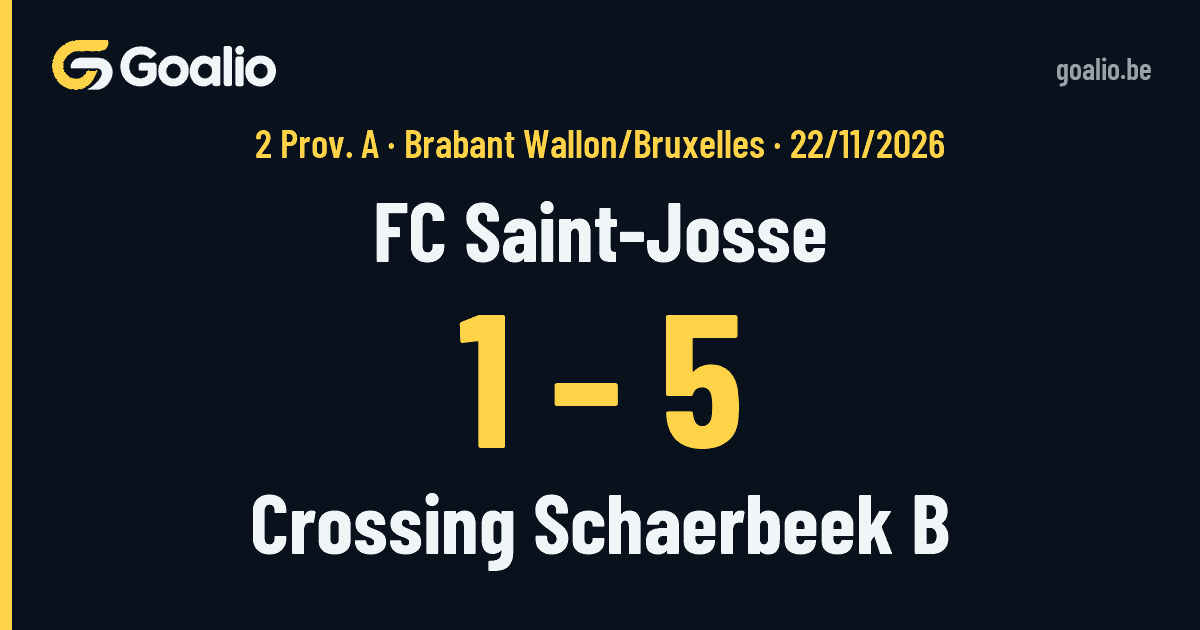 Goalio
goalio.be
2 Prov. A · Brabant Wallon/Bruxelles · 22/11/2026
FC Saint-Josse
1 – 5
Crossing Schaerbeek B